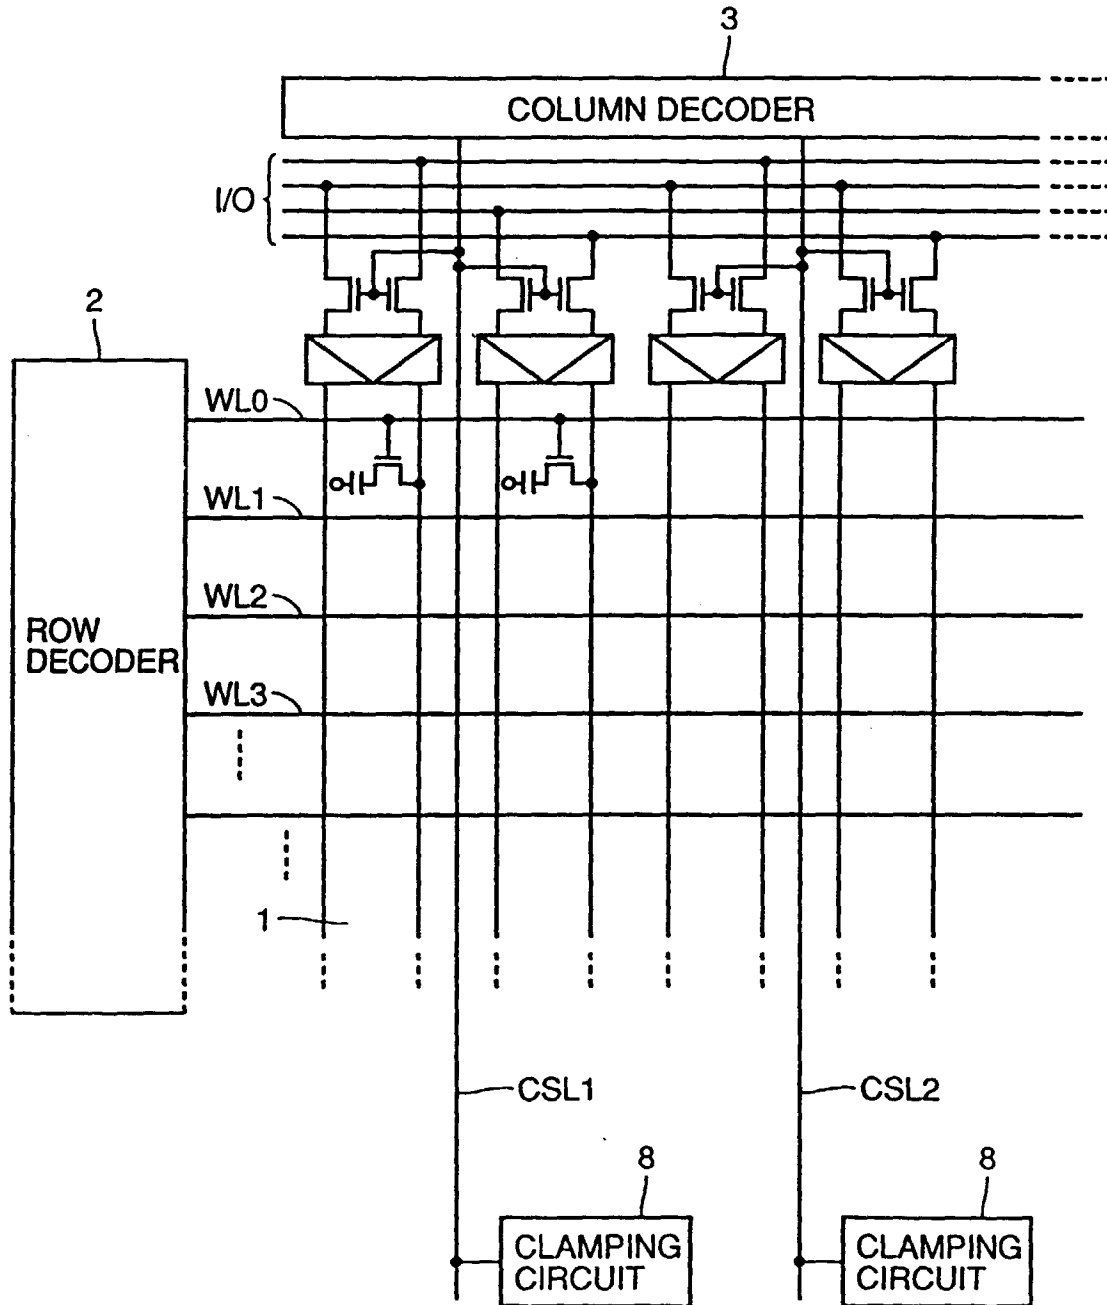 3
COLUMN DECODER
I/O
2
WL0
WL1
WL2
ROW
DECODER
WL3
1
CSL1
CSL2
8
8
CLAMPING
CIRCUIT
CLAMPING
CIRCUIT